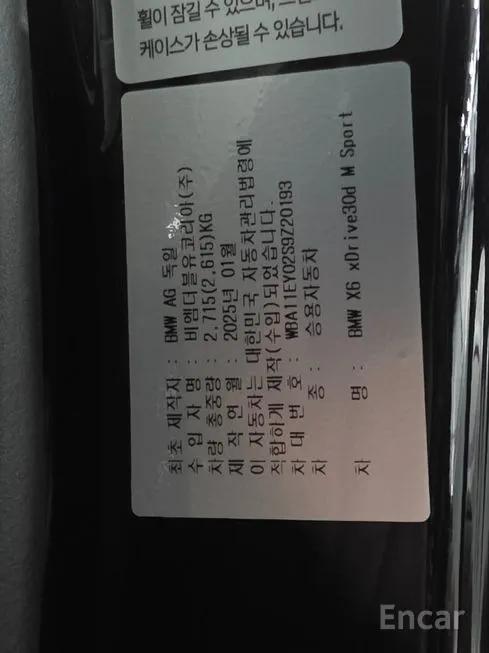 휠이 잠길 수 있으며,
케이스가 손상될 수 있습니다.
최초 제작자 : BMW AG 독일
수 입 자 명 : 비엠더블유코리아(주)
차량 총중량 : 2,715(2,615)KG
제 작 연 월 : 2025년 01월
이 자동차는 대한민국 자동차관리법령에
적합하게 제작(수입)되었습니다.
차 대 번 호 : WBA11EY02S9Z20193
차 종 : 승용자동차
차 명 : BMW X6 xDrive30d M Sport
Encar